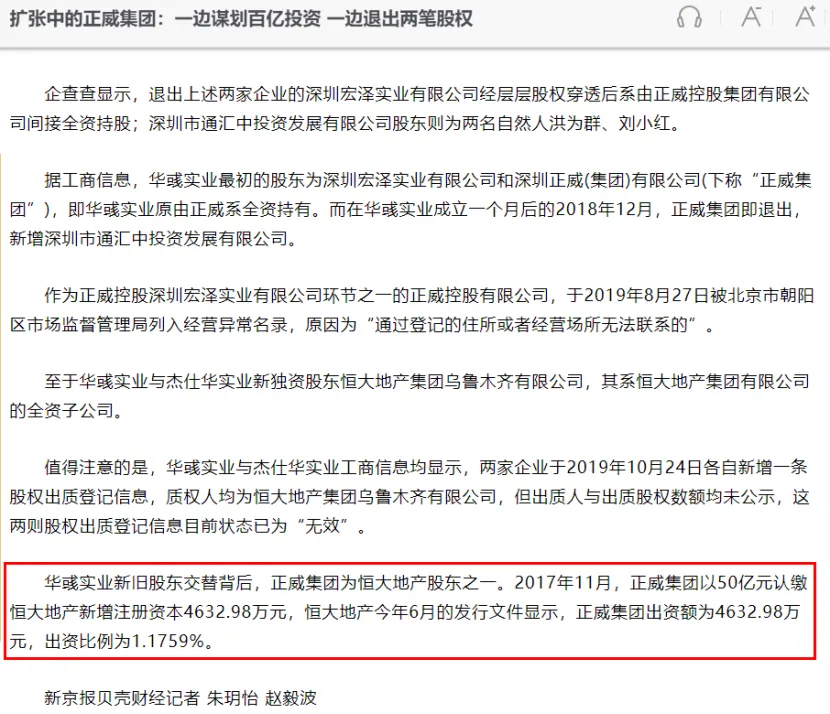 扩张中的正威集团：一边谋划百亿投资 一边退出两笔股权
A-
A+
企查查显示，退出上述两家企业的深圳宏泽实业有限公司经层层股权穿透后系由正威控股集团有限公
司间接全资持股；深圳市通汇中投资发展有限公司股东则为两名自然人洪为群、刘小红。
据工商信息，华彧实业最初的股东为深圳宏泽实业有限公司和深圳正威(集团)有限公司(下称“正威集
团”)，即华彧实业原由正威系全资持有。而在华彧实业成立一个月后的2018年12月，正威集团即退出，
新增深圳市通汇中投资发展有限公司。
作为正威控股深圳宏泽实业有限公司环节之一的正威控股有限公司，于2019年8月27日被北京市朝阳
区市场监督管理局列入经营异常名录，原因为“通过登记的住所或者经营场所无法联系的”。
至于华彧实业与杰仕华实业新独资股东恒大地产集团乌鲁木齐有限公司，其系恒大地产集团有限公司
的全资子公司。
值得注意的是，华彧实业与杰仕华实业工商信息均显示，两家企业于2019年10月24日各自新增一条
股权出质登记信息，质权人均为恒大地产集团乌鲁木齐有限公司，但出质人与出质股权数额均未公示，这
两则股权出质登记信息目前状态已为“无效”。
华彧实业新旧股东交替背后，正威集团为恒大地产股东之一。2017年11月，正威集团以50亿元认缴
恒大地产新增注册资本4632.98万元，恒大地产今年6月的发行文件显示，正威集团出资额为4632.98万
元，出资比例为1.1759%。
新京报贝壳财经记者 朱玥怡 赵毅波